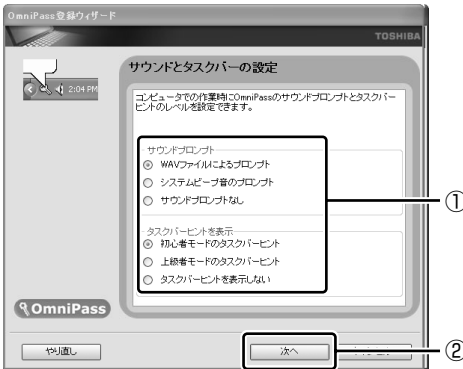 OmniPass登録ウィザード
TOSHIBA
サウンドとタスクバーの設定
2:04 PM
コンピュータでの作業時にOmniPassのサウンドプロンプトとタスクバー
ヒントのレベルを設定できます。
サウンドプロンプト
WAVファイルによるプロンプト
システムビープ音のプロンプト
サウンドプロンプトなし
①
タスクバーヒントを表示
初心者モードのタスクバーヒント
上級者モードのタスクバーヒント
タスクバーヒントを表示しない
OmniPass
やり直し
次へ
②